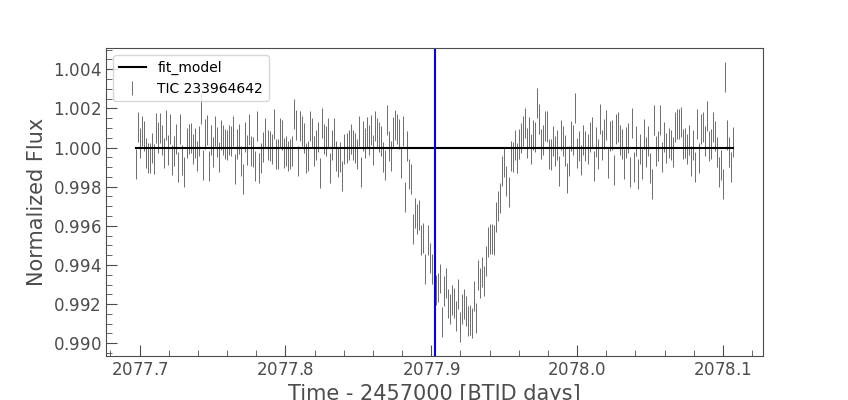 fit_model
TIC 233964642
Normalized Flux
1.004
1.002
1.000
0.998
0.996
0.994
0.992
0.990
2077.7 2077.8 2077.9 2078.0 2078.1
Time - 2457000 [BTJD days]